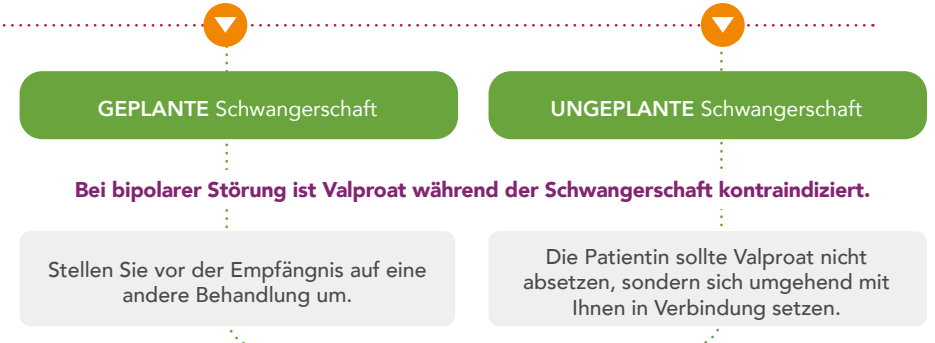 GEPLANTE Schwangerschaft
UNGEPLANTE Schwangerschaft
Bei bipolarer Störung ist Valproat während der Schwangerschaft kontraindiziert.
Stellen Sie vor der Empfängnis auf eine
andere Behandlung um.
Die Patientin sollte Valproat nicht
absetzen, sondern sich umgehend mit
Ihnen in Verbindung setzen.